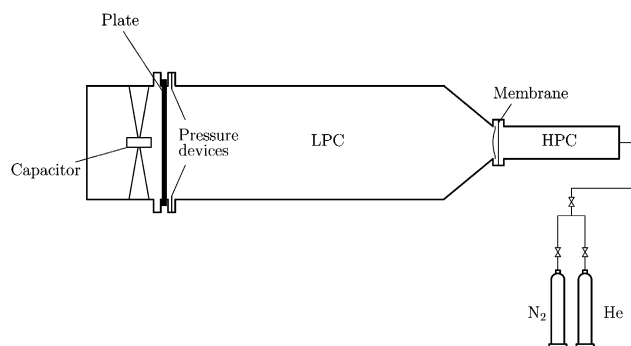 Plate
Membrane
Pressure
devices
LPC
HPC
Capacitor
N₂
He